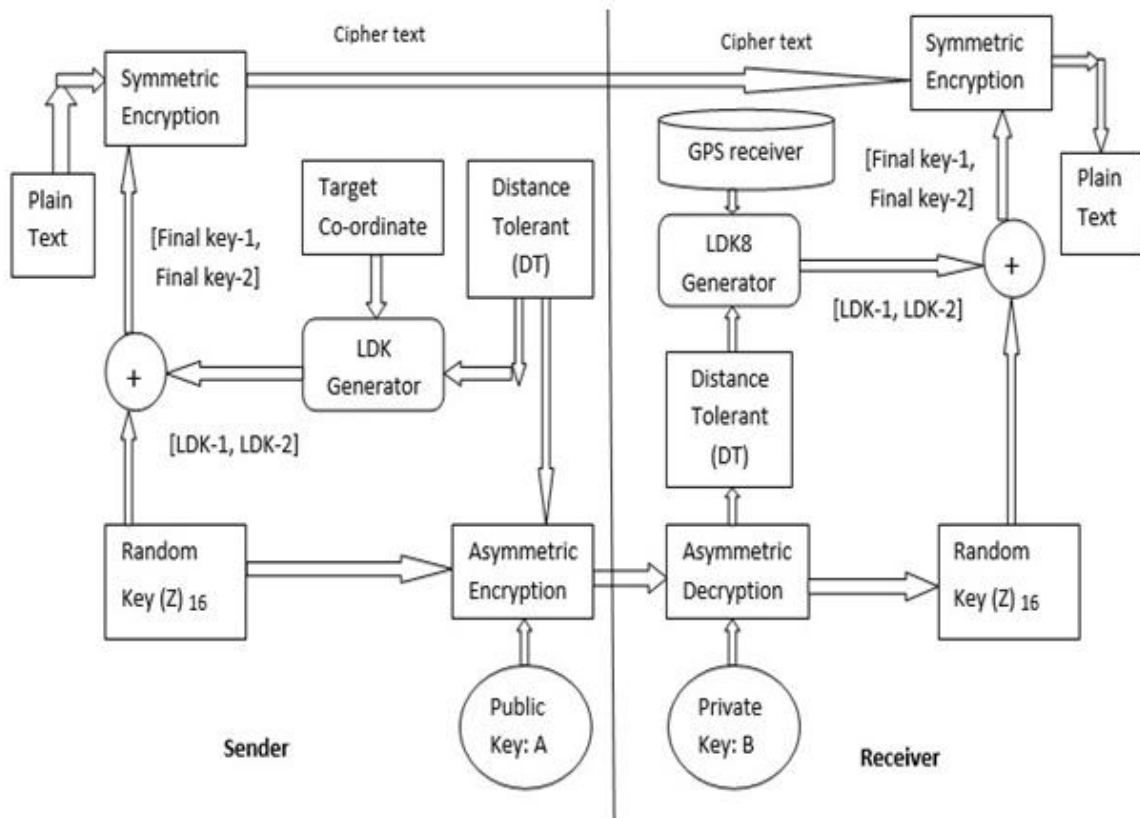 Cipher text
Symmetric
Encryption
Plain
Text
[Final key-1,
Final key-2]
Target
Co-ordinate
Distance
Tolerant
(DT)
LDK
Generator
+
[LDK-1, LDK-2]
Random
Key (Z) 16
Asymmetric
Encryption
Public
Key: A
Sender
Cipher text
Symmetric
Encryption
GPS receiver
[Final key-1,
Final key-2]
Plain
Text
LDK8
Generator
+
[LDK-1, LDK-2]
Distance
Tolerant
(DT)
Asymmetric
Decryption
Random
Key (Z) 16
Private
Key: B
Receiver